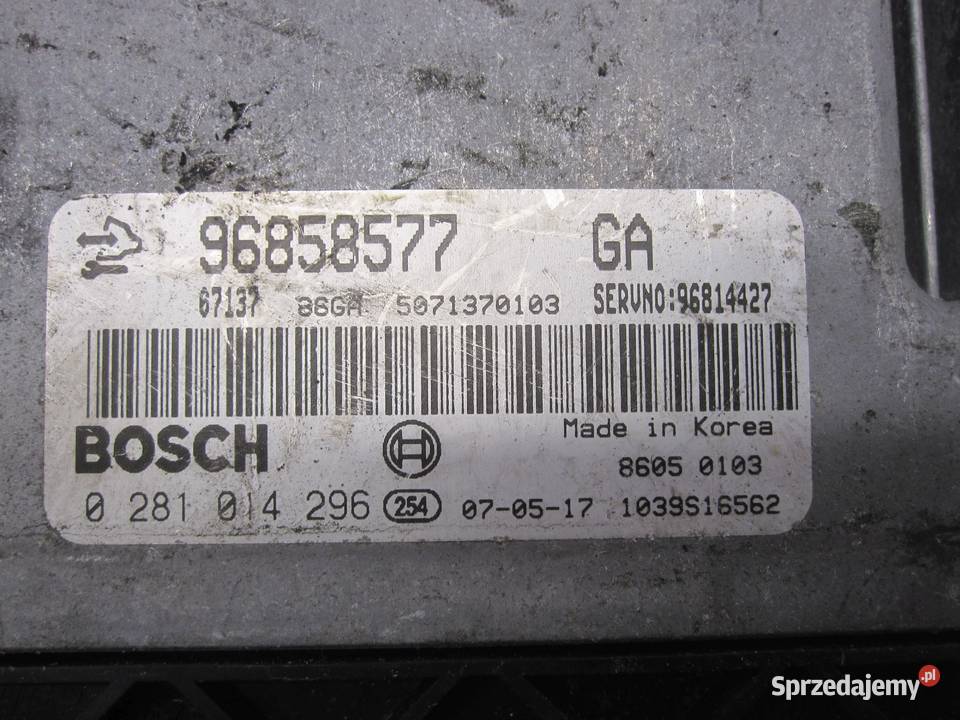 96858577 GA
67137 86GA 5071370103 SERVNO:96814427
BOSCH
Made in Korea
8605 0103
0 281 014 296 254 07-05-17 1039S16562
Sprzedajemy.pl